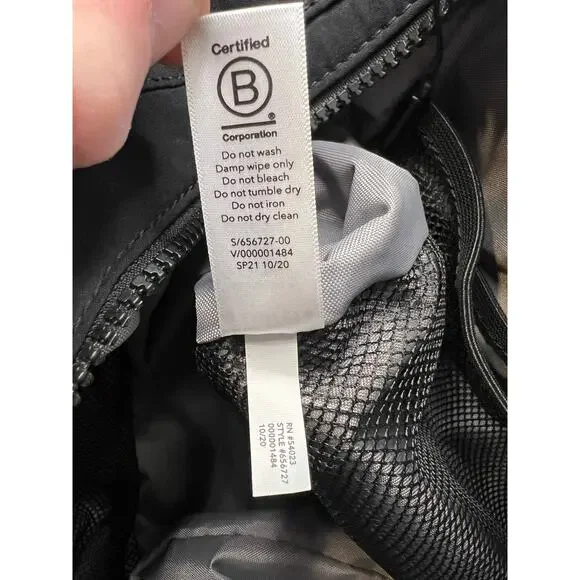 Certified
B
®
Corporation
Do not wash
Damp wipe only
Do not bleach
Do not tumble dry
Do not iron
Do not dry clean
S/656727-00
V/000001484
SP21 10/20
RN #54023
STYLE #656727
000001484
10/20